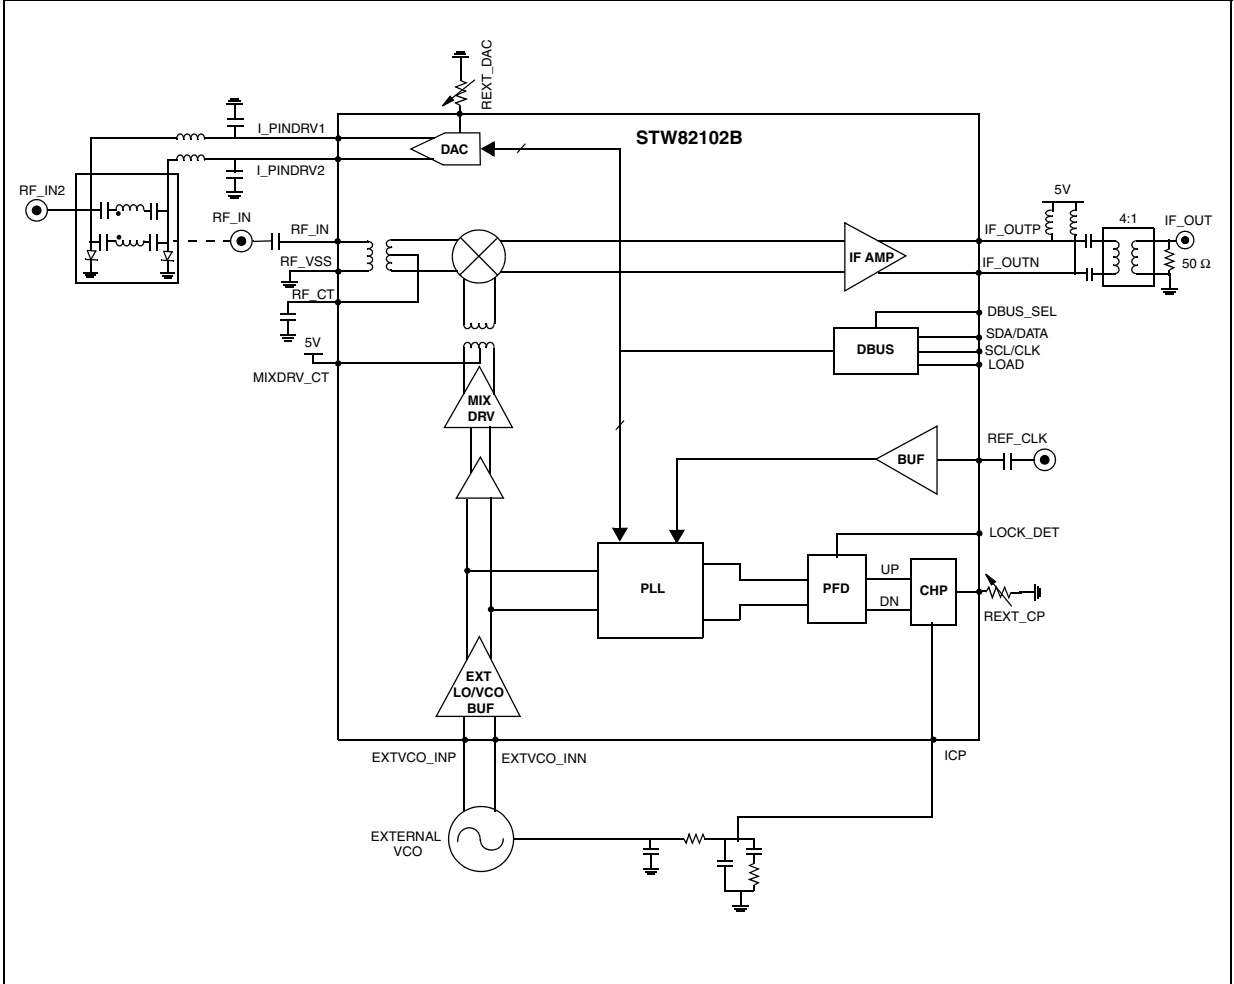 REXT_DAC
I_PINDRV1
STW82102B
DAC
I_PINDRV2
RF_IN2
5V
RF_IN
4:1
IF_OUT
RF_IN
IF_OUTP
IF AMP
RF_VSS
IF_OUTN
50 Ω
RF_CT
DBUS_SEL
5V
SDA/DATA
DBUS
SCL/CLK
LOAD
MIXDRV_CT
MIX
DRV
REF_CLK
BUF
LOCK_DET
PLL
PFD
UP
DN
CHP
REXT_CP
EXT
LO/VCO
BUF
EXTVCO_INP
EXTVCO_INN
ICP
EXTERNAL
VCO